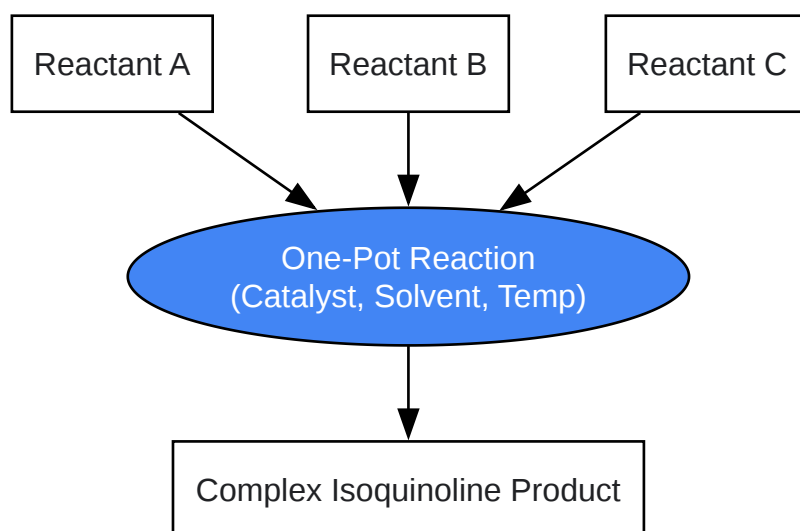 Reactant A
Reactant B
Reactant C
One-Pot Reaction
(Catalyst, Solvent, Temp)
Complex Isoquinoline Product